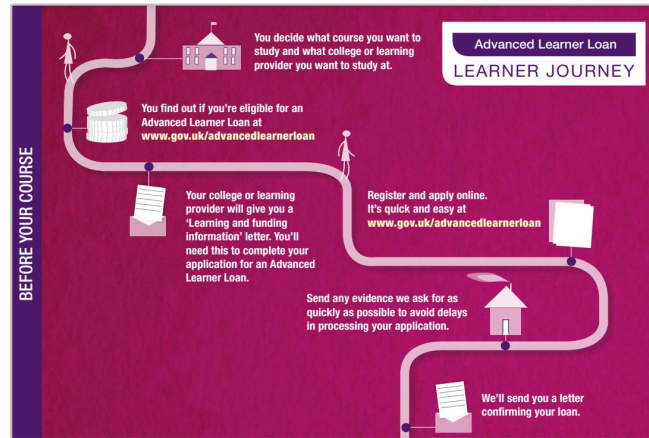 Advanced Learner Loan
LEARNER JOURNEY
BEFORE YOUR COURSE
You decide what course you want to
study and what college or learning
provider you want to study at.
You find out if you're eligible for an
Advanced Learner Loan at
www.gov.uk/advancedlearnerloan
Your college or learning
provider will give you a
'Learning and funding
information' letter. You'll
need this to complete your
application for an Advanced
Learner Loan.
Register and apply online.
It's quick and easy at
www.gov.uk/advancedlearnerloan
Send any evidence we ask for as
quickly as possible to avoid delays
in processing your application.
We'll send you a letter
confirming your loan.